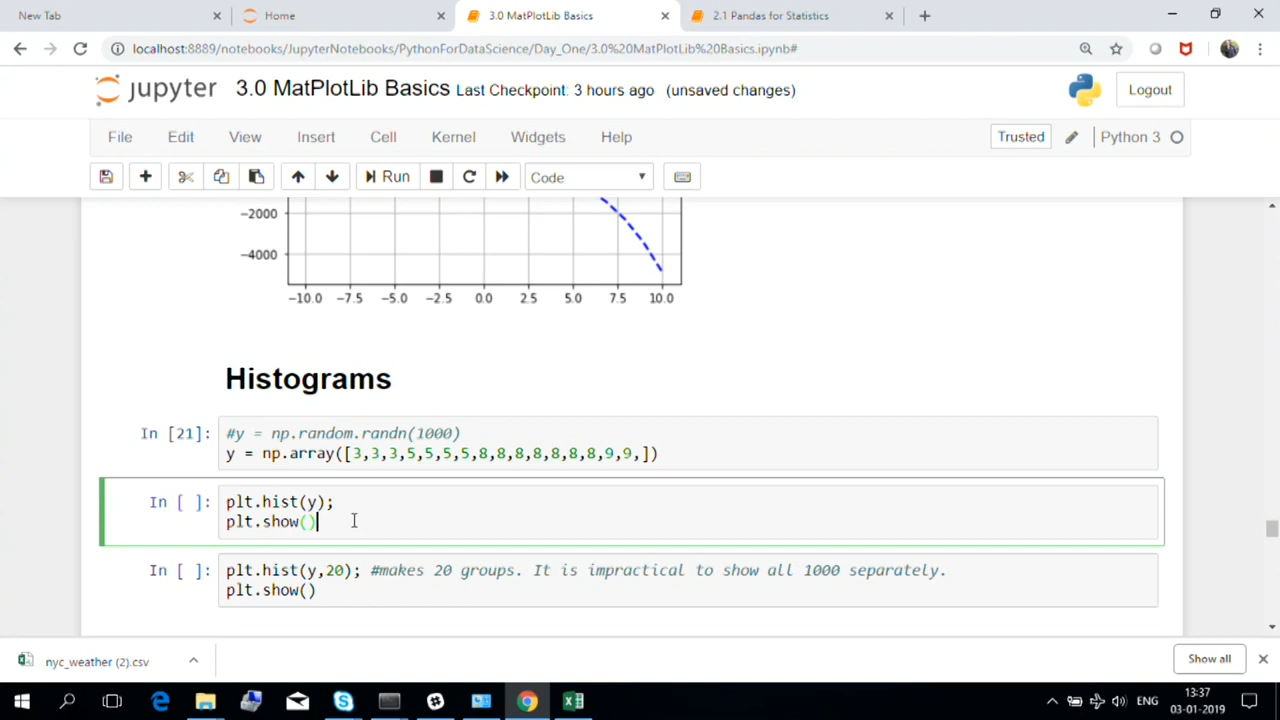 New Tab
Home
3.0 MatPlotLib Basics
2.1 Pandas for Statistics
localhost:8889/notebooks/JupyterNotebooks/PythonForDataScience/Day_One/3.0%20MatPlotLib%20Basics.ipynb#
jupyter 3.0 MatPlotLib Basics Last Checkpoint: 3 hours ago (unsaved changes)
Logout
File Edit View Insert Cell Kernel Widgets Help
Trusted
Python 3
Run
Code
−2000
−4000
−10.0 −7.5 −5.0 −2.5 0.0 2.5 5.0 7.5 10.0
Histograms
In [21]: #y = np.random.randn(1000)
y = np.array([3,3,3,5,5,5,5,8,8,8,8,8,8,8,9,9,])
In [ ]: plt.hist(y);
plt.show()
In [ ]: plt.hist(y,20); #makes 20 groups. It is impractical to show all 1000 separately.
plt.show()
nyc_weather (2).csv
Show all
ENG
13:37
03-01-2019